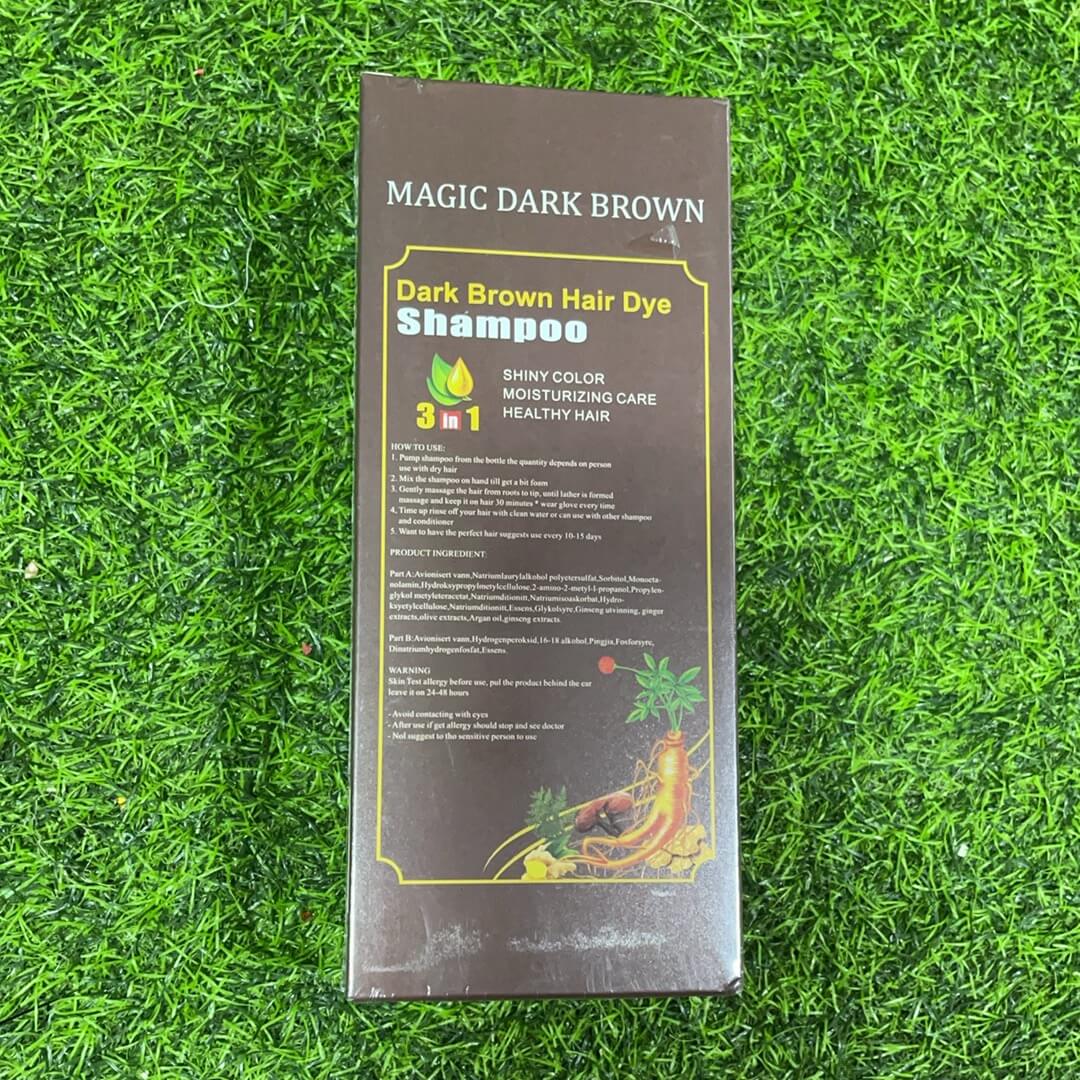 MAGIC DARK BROWN
Dark Brown Hair Dye
Shampoo
3 in 1
SHINY COLOR
MOISTURIZING CARE
HEALTHY HAIR
HOW TO USE:
1. Pump shampoo from the bottle the quantity depends on person
use with dry hair
2. Mix the shampoo on hand till get a bit foam
3. Gently massage the hair from roots to tip, until lather is formed
massage and keep it on hair 30 minutes * wear glove every time
4, Time up rinse off your hair with clean water or can use with other shampoo
and conditioner
5. Want to have the perfect hair suggests use every 10-15 days
PRODUCT INGREDIENT:
Part A:Avionisert vann,Natriumlaurylalkohol polyetersulfat,Sorbitol,Monoeta-
nolamin,Hydroksypropylmetylcellulose,2-amino-2-metyl-1-propanol,Propylen-
glykol metyleteracetat,Natriumditionitt,Natriumisoaskorbat,Hydro-
ksyetylcellulose,Natriumditionitt,Essens,Glykolsyre,Ginseng utvinning, ginger
extracts,olive extracts,Argan oil,ginseng extracts.
Part B:Avionisert vann,Hydrogenperoksid,16-18 alkohol,Pingjia,Fosforsyre,
Dinatriumhydrogenfosfat,Essens.
WARNING
Skin Test allergy before use, pul the product behind the ear
leave it on 24-48 hours
- Avoid contacting with eyes
- After use if get allergy should stop and see doctor
- Nol suggest to tho sensitive person to use